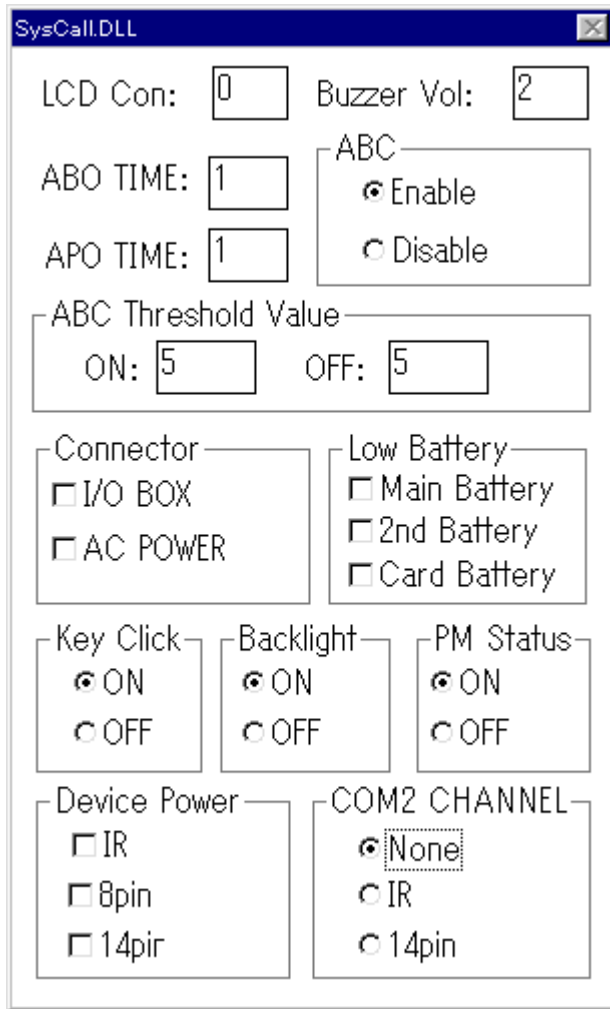 SysCall.DLL
LCD Con: 0 Buzzer Vol: 2
ABC
ABO TIME: 1
Enable
APO TIME: 1
Disable
ABC Threshold Value
ON: 5 OFF: 5
Connector
I/O BOX
AC POWER
Low Battery
Main Battery
2nd Battery
Card Battery
Key Click
ON
OFF
Backlight
ON
OFF
PM Status
ON
OFF
Device Power
IR
8pin
14pin
COM2 CHANNEL
None
IR
14pin